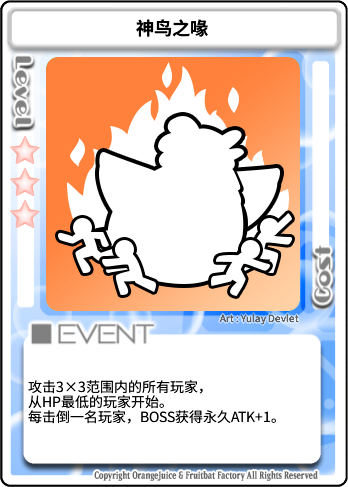 神鸟之喙
Level
Cost
Art : Yulay Devlet
EVENT
攻击3×3范围内的所有玩家，
从HP最低的玩家开始。
每击倒一名玩家，BOSS获得永久ATK+1。
Copyright OrangeJuice & Fruitbat Factory All Rights Reserved